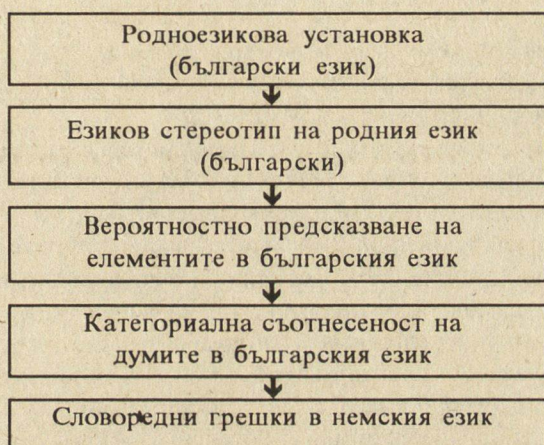 Родноезикова установка
(български език)
Езиков стереотип на родния език
(български)
Вероятностно предсказване на
елементите в българския език
Категориална съотнесеност на
думите в българския език
Словоредни грешки в немския език